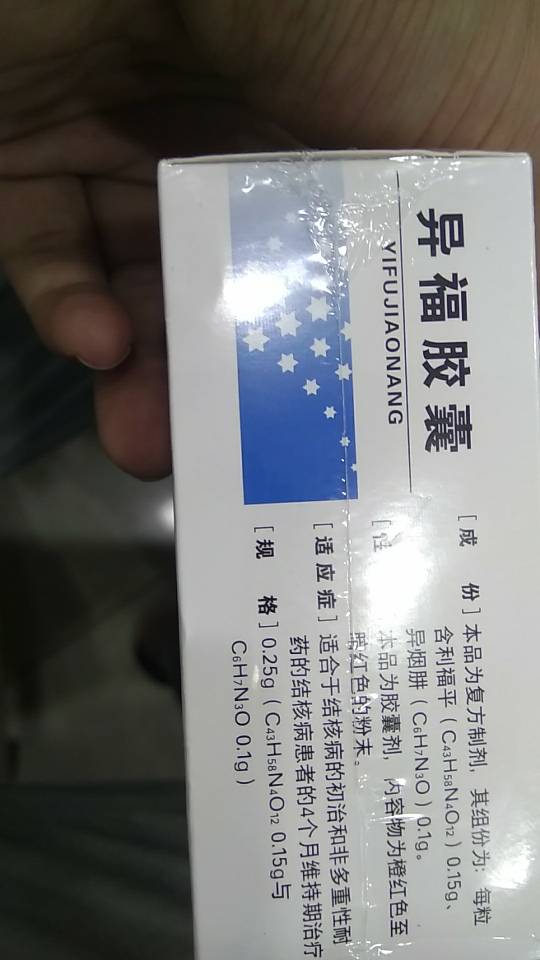 异福胶囊
YIFUJIAONANG
[成 份] 本品为复方制剂，其组份为：每粒
含利福平（C43H58N4O12）0.15g、
异烟肼（C6H7N3O）0.1g。
[性 本品为胶囊剂，内容物为橙红色至
暗红色的粉末。
[适应症] 适合于结核病的初治和非多重性耐
药的结核病患者的4个月维持期治疗
[规 格] 0.25g（C43H58N4O12 0.15g与
C6H7N3O 0.1g）